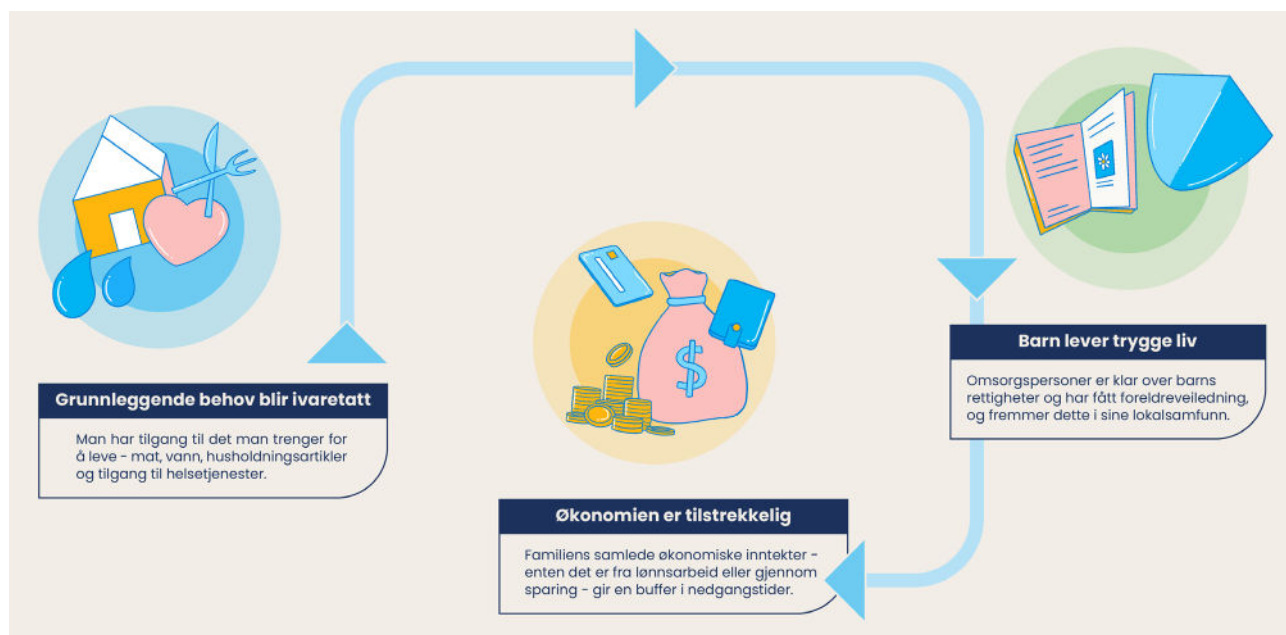 Grunnleggende behov blir ivaretatt
Man har tilgang til det man trenger for
å leve - mat, vann, husholdningsartikler
og tilgang til helsetjenester.
Barn lever trygge liv
Omsorgspersoner er klar over barns
rettigheter og har fått foreldreveiledning,
og fremmer dette i sine lokalsamfunn.
$
Økonomien er tilstrekkelig
Familiens samlede økonomiske inntekter -
enten det er fra lønnsarbeid eller gjennom
sparing - gir en buffer i nedgangstider.